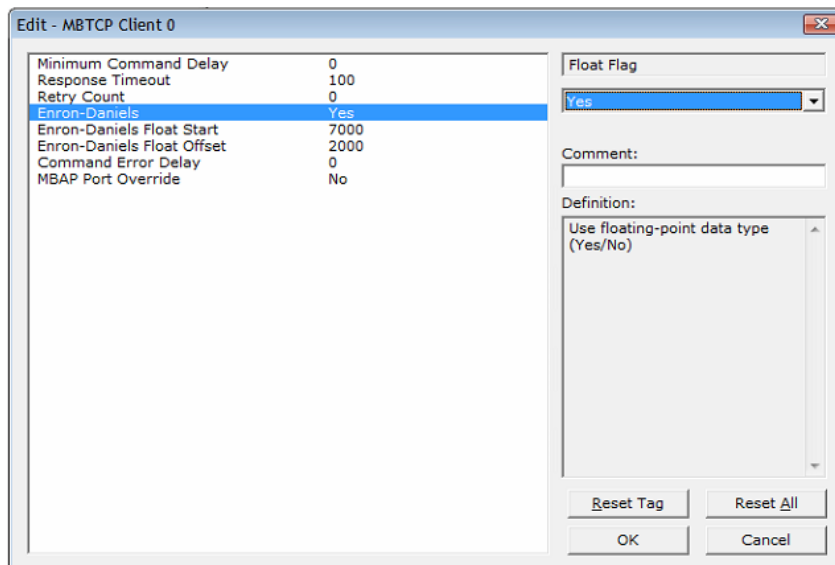 Edit - MBTCP Client 0
Minimum Command Delay 0
Response Timeout 100
Retry Count 0
Enron-Daniels Yes
Enron-Daniels Float Start 7000
Enron-Daniels Float Offset 2000
Command Error Delay 0
MBAP Port Override No
Float Flag
Yes
Comment:
Definition:
Use floating-point data type
(Yes/No)
Reset Tag
Reset All
OK
Cancel